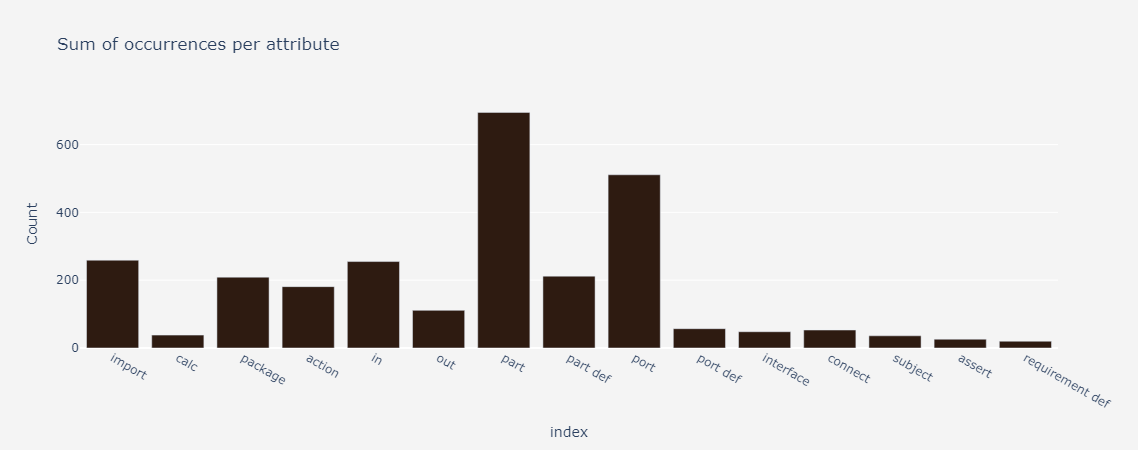 Sum of occurrences per attribute
600
400
200
0
Count
import
calc
package
action
in
out
part
part def
port
port def
interface
connect
subject
assert
requirement def
index